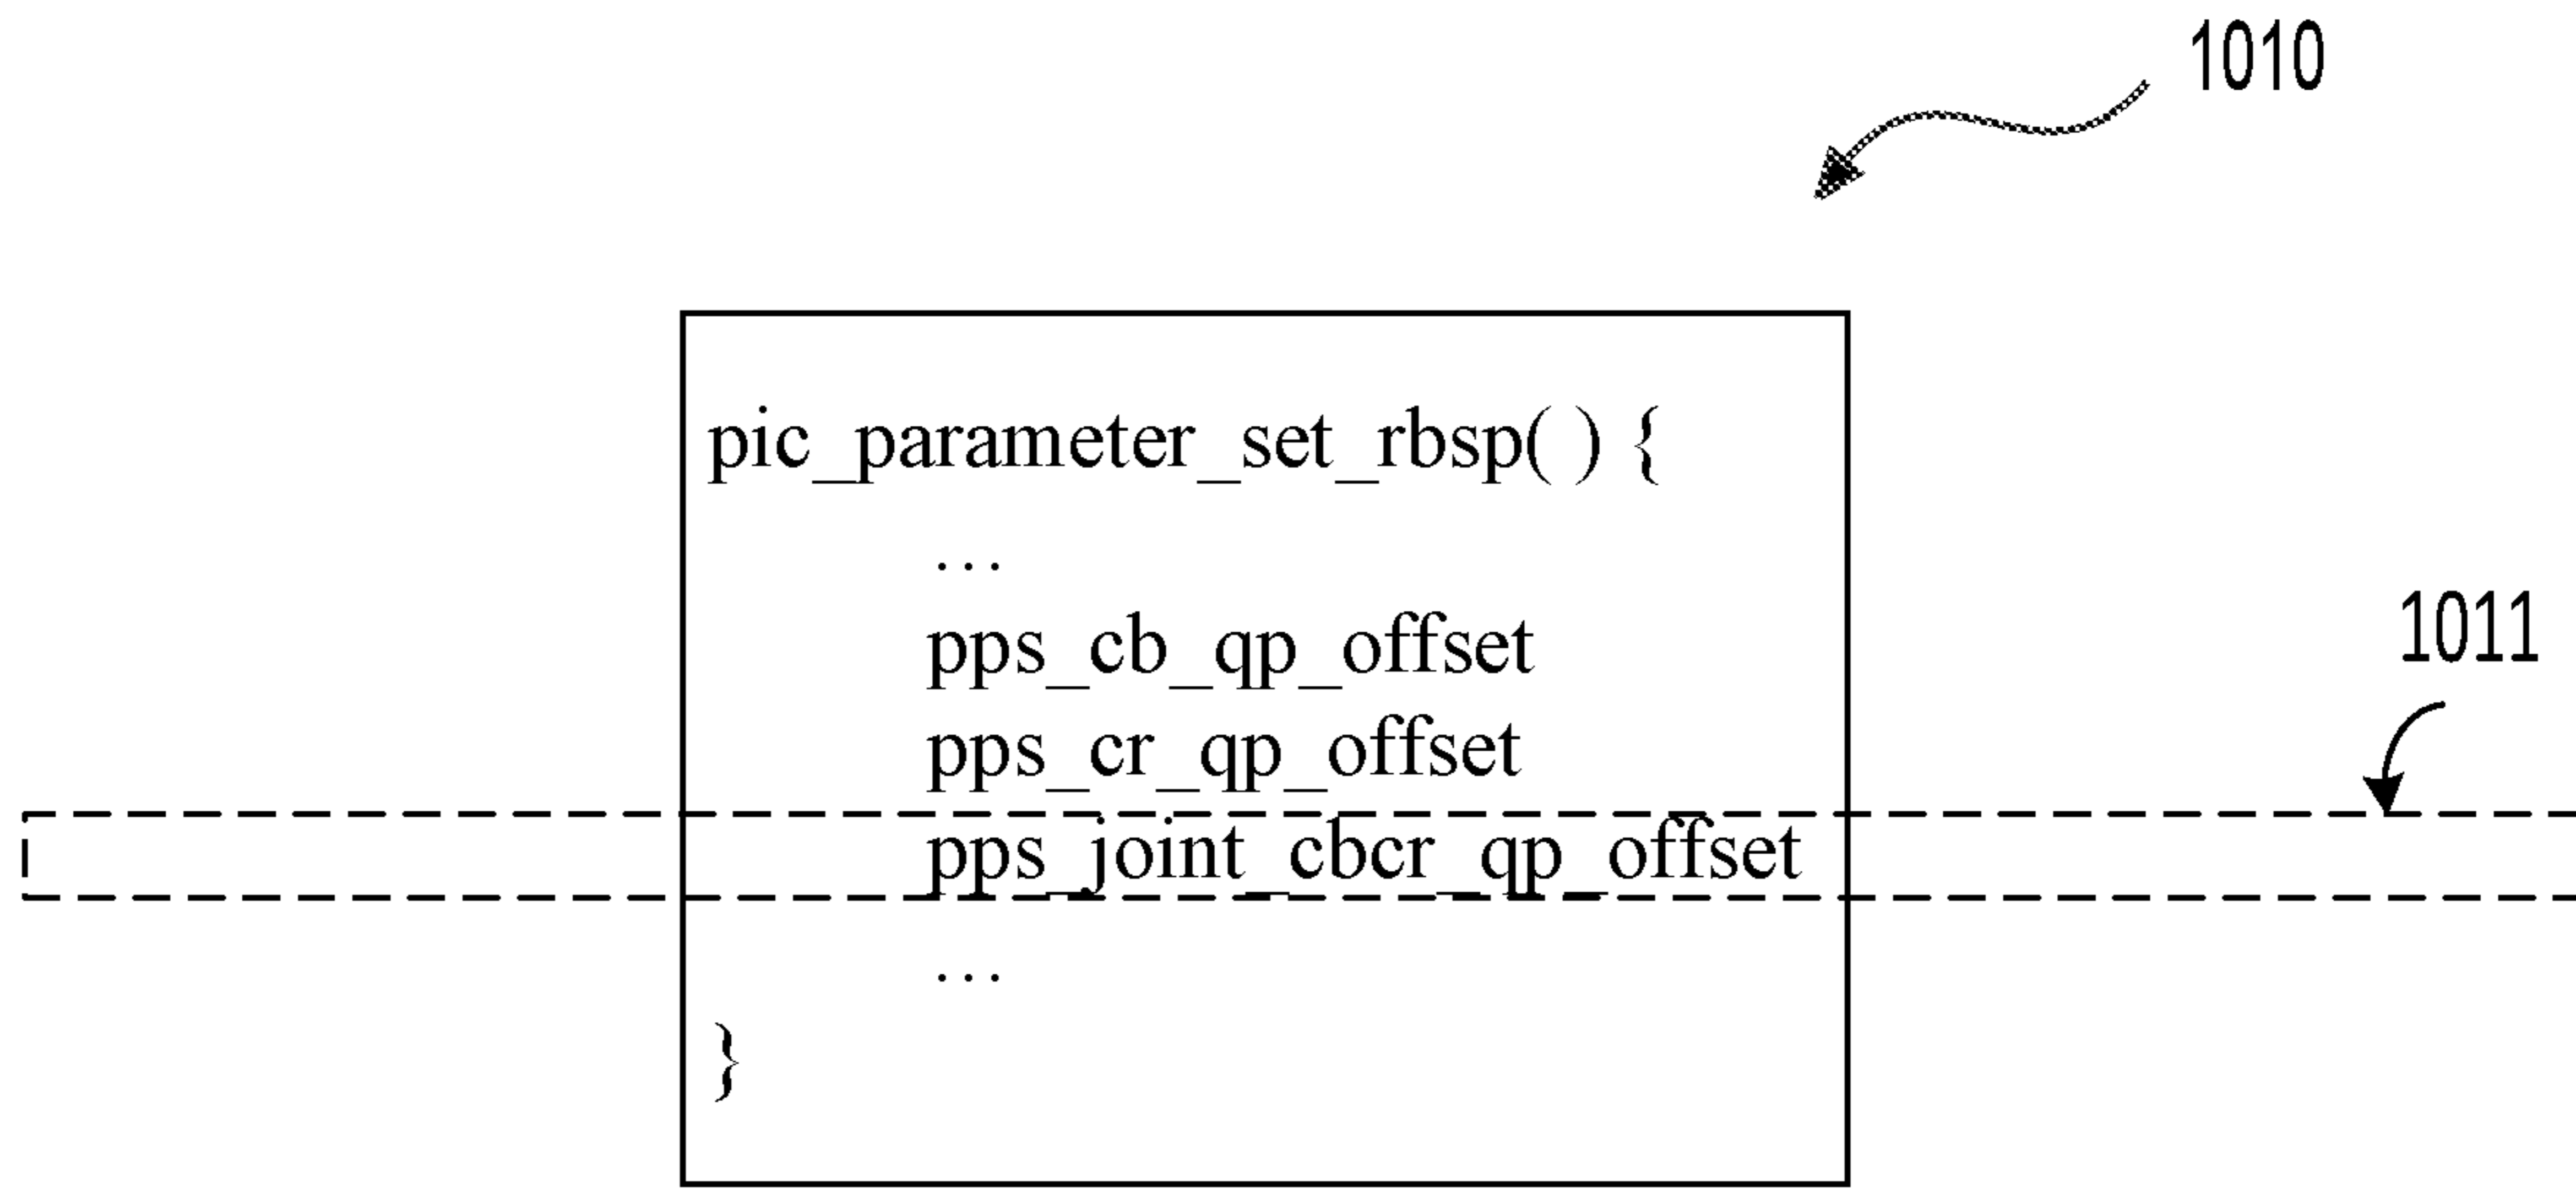 1010
pic_parameter_set_rbsp( ) {
…
pps_cb_qp_offset
1011
pps_cr_qp_offset
pps_joint_cbcr_qp_offset
…
}